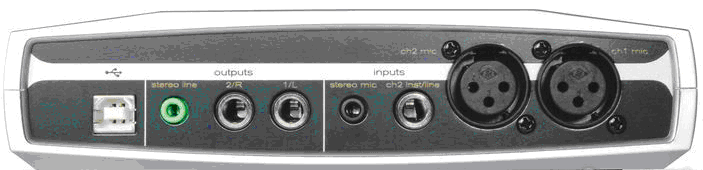 ch2 mic ch1 mic
outputs inputs
stereo line 2/R 1/L stereo mic ch2 inst/line